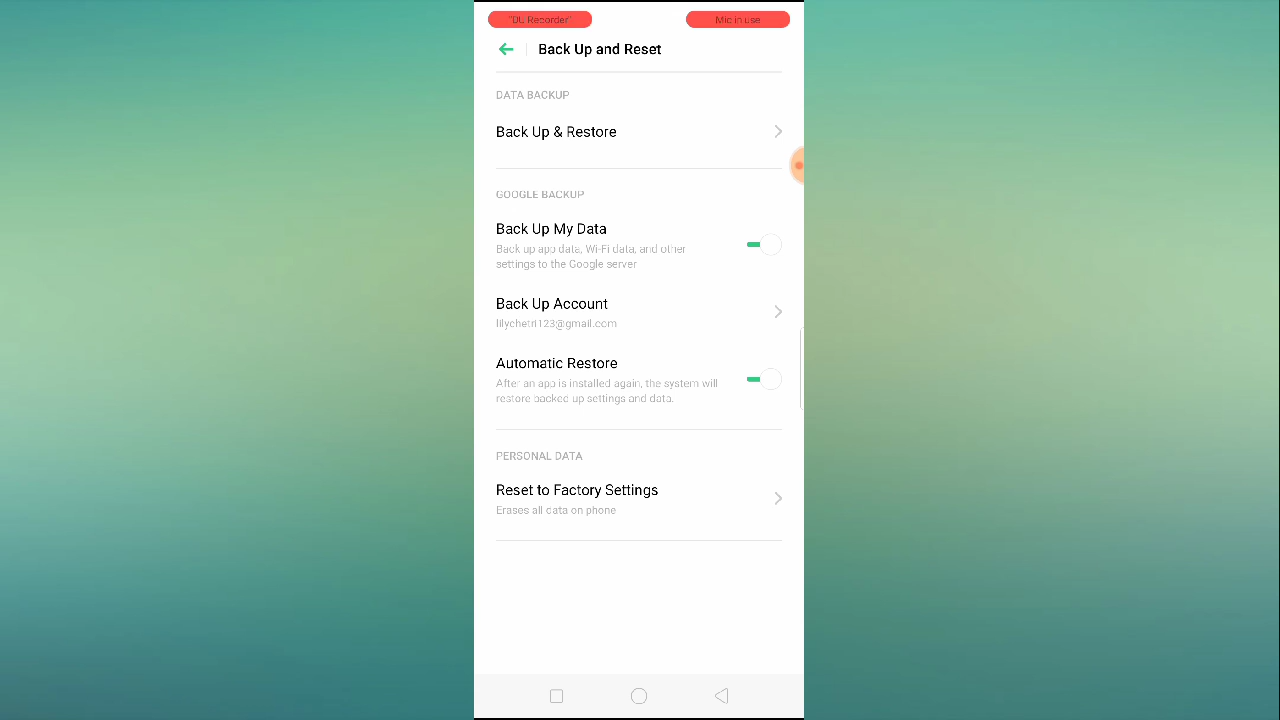 "DU Recorder"
Mic in use
Back Up and Reset
DATA BACKUP
Back Up & Restore
GOOGLE BACKUP
Back Up My Data
Back up app data, Wi-Fi data, and other
settings to the Google server
Back Up Account
lilychetri123@gmail.com
Automatic Restore
After an app is installed again, the system will
restore backed up settings and data.
PERSONAL DATA
Reset to Factory Settings
Erases all data on phone